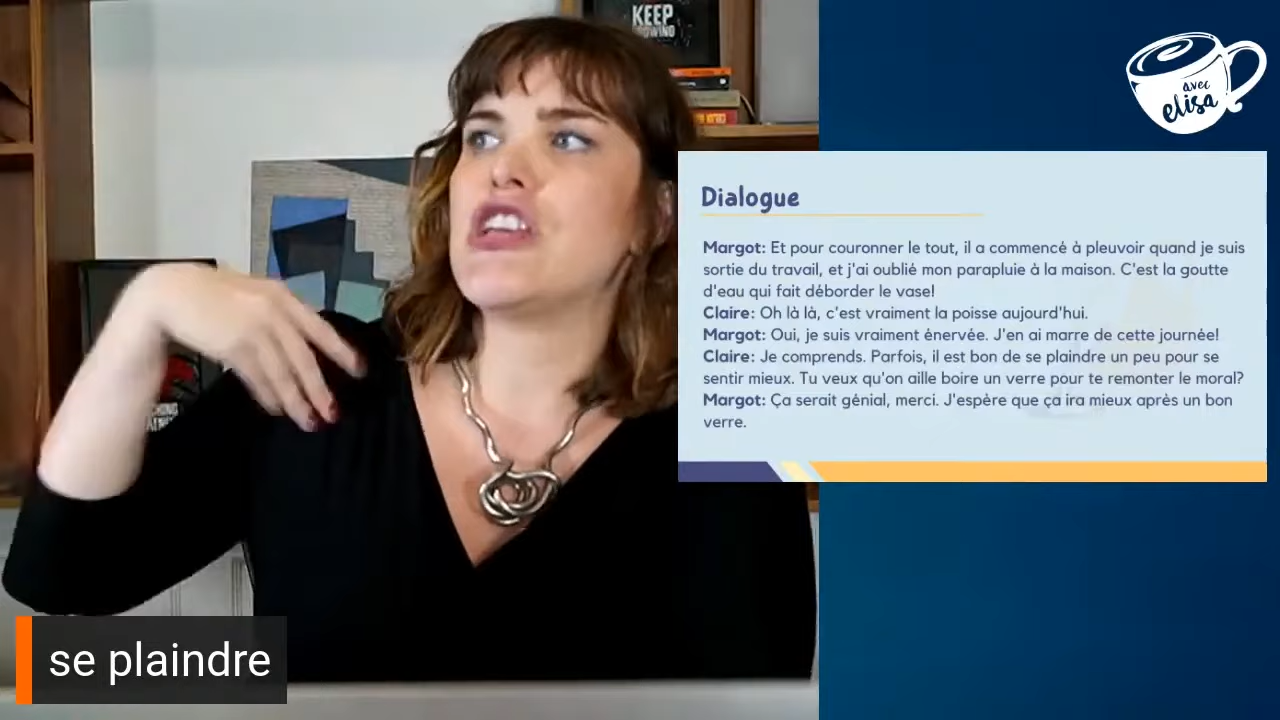 KEEP
avec
elisa
Dialogue
Margot: Et pour couronner le tout, il a commencé à pleuvoir quand je suis
sortie du travail, et j'ai oublié mon parapluie à la maison. C'est la goutte
d'eau qui fait déborder le vase!
Claire: Oh là là, c'est vraiment la poisse aujourd'hui.
Margot: Oui, je suis vraiment énervée. J'en ai marre de cette journée!
Claire: Je comprends. Parfois, il est bon de se plaindre un peu pour se
sentir mieux. Tu veux qu'on aille boire un verre pour te remonter le moral?
Margot: Ça serait génial, merci. J'espère que ça ira mieux après un bon
verre.
se plaindre